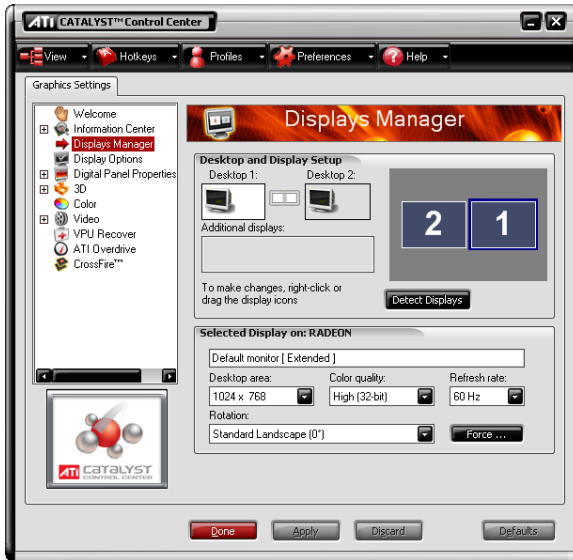 ATI CATALYST™ Control Center
View Hotkeys Profiles Preferences Help
Graphics Settings
Welcome
Information Center
Displays Manager
Display Options
Digital Panel Properties
3D
Color
Video
VPU Recover
ATI Overdrive
CrossFire™
ATI CATALYST
CONTROL CENTER
Displays Manager
Desktop and Display Setup
Desktop 1: Desktop 2:
Additional displays:
2 1
To make changes, right-click or
drag the display icons
Detect Displays
Selected Display on: RADEON
Default monitor [ Extended ]
Desktop area: Color quality: Refresh rate:
1024 x 768 High (32-bit) 60 Hz
Rotation:
Standard Landscape (0°) Force ...
Done Apply Discard Defaults